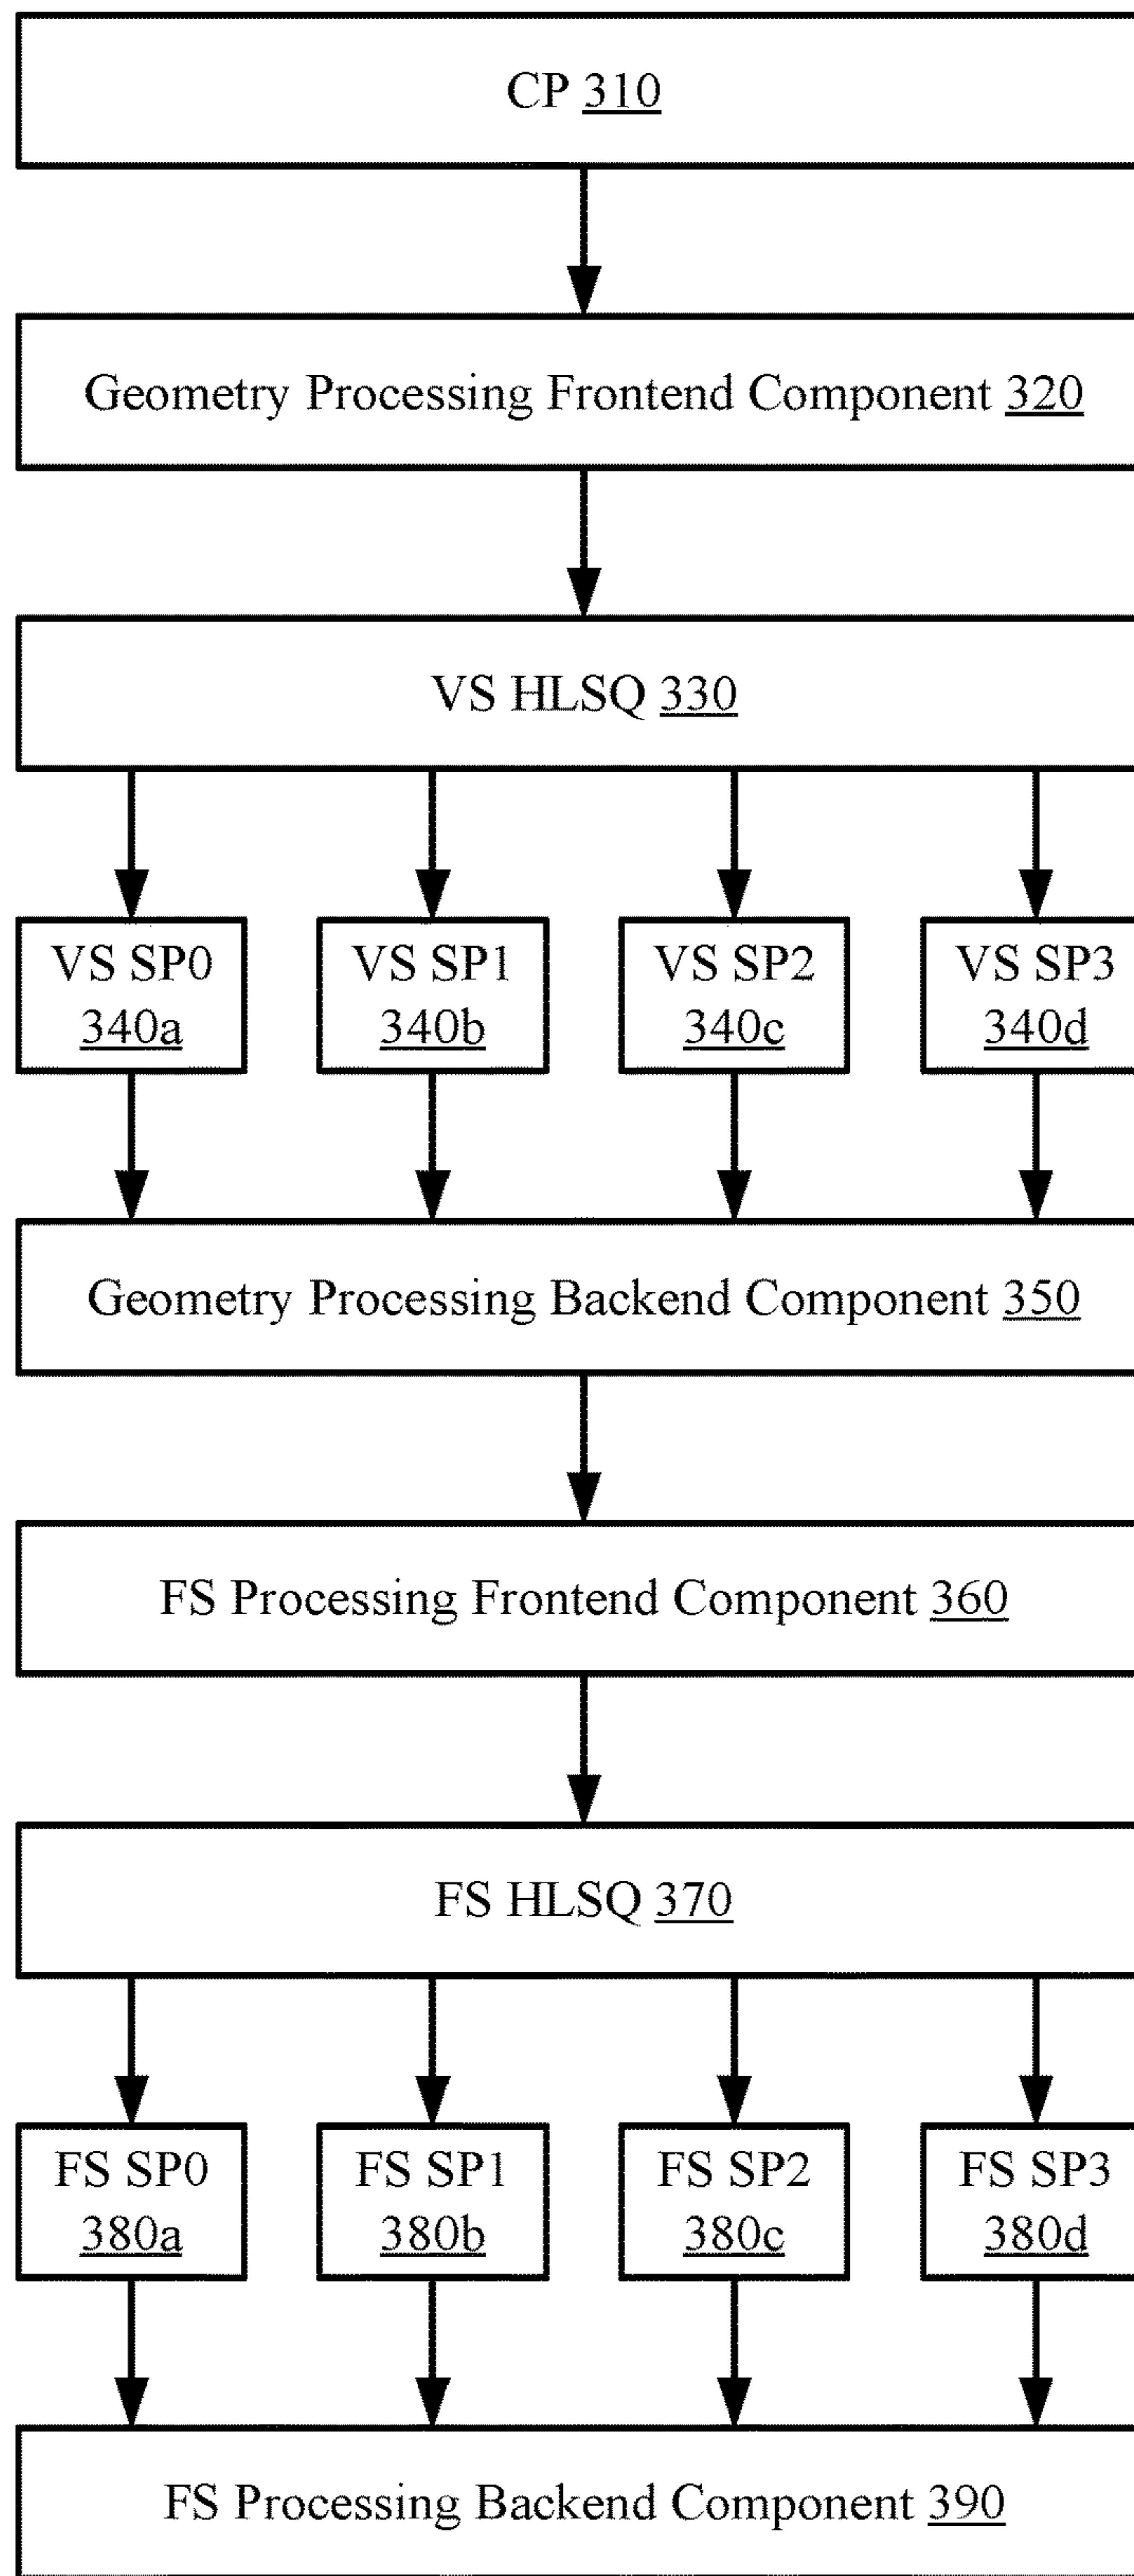 CP 310
Geometry Processing Frontend Component 320
VS HLSQ 330
VS SP0
340a
VS SP1
340b
VS SP2
340c
VS SP3
340d
Geometry Processing Backend Component 350
FS Processing Frontend Component 360
FS HLSQ 370
FS SP0
380a
FS SP1
380b
FS SP2
380c
FS SP3
380d
FS Processing Backend Component 390